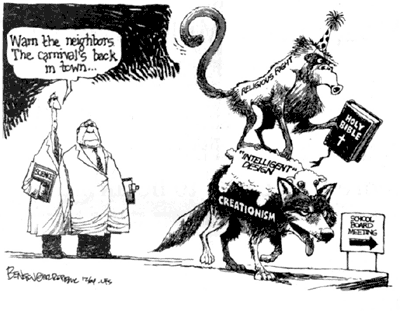 Warn the neighbors
The carnival's back
in town...
RELIGIOUS RIGHT
HOLY
BIBLE
SCIENCE
"INTELLIGENT"
DESIGN
CREATIONISM
SCHOOL
BOARD
MEETING